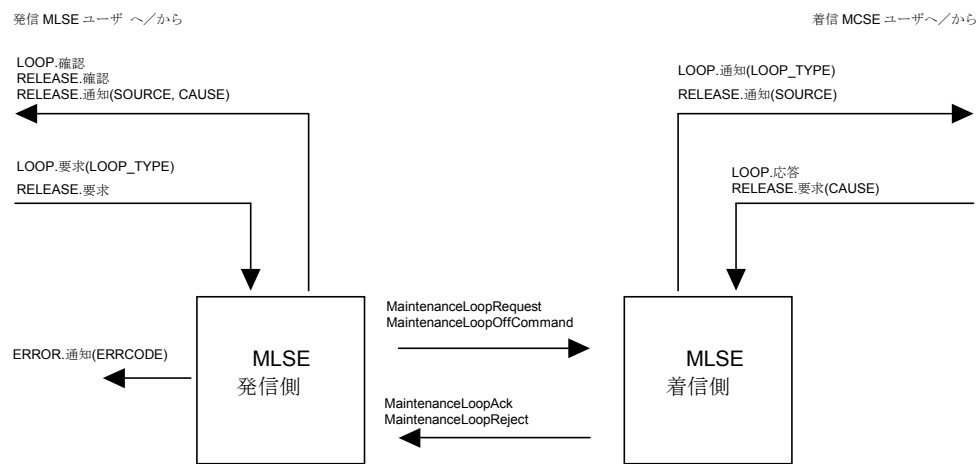 発信 MLSE ユーザ へ／から
着信 MCSE ユーザへ／から
LOOP.確認
RELEASE.確認
RELEASE.通知(SOURCE, CAUSE)
LOOP.通知(LOOP_TYPE)
RELEASE.通知(SOURCE)
LOOP.要求(LOOP_TYPE)
RELEASE.要求
LOOP.応答
RELEASE.要求(CAUSE)
MaintenanceLoopRequest
MaintenanceLoopOffCommand
ERROR.通知(ERRCODE)
MLSE
発信側
MLSE
着信側
MaintenanceLoopAck
MaintenanceLoopReject